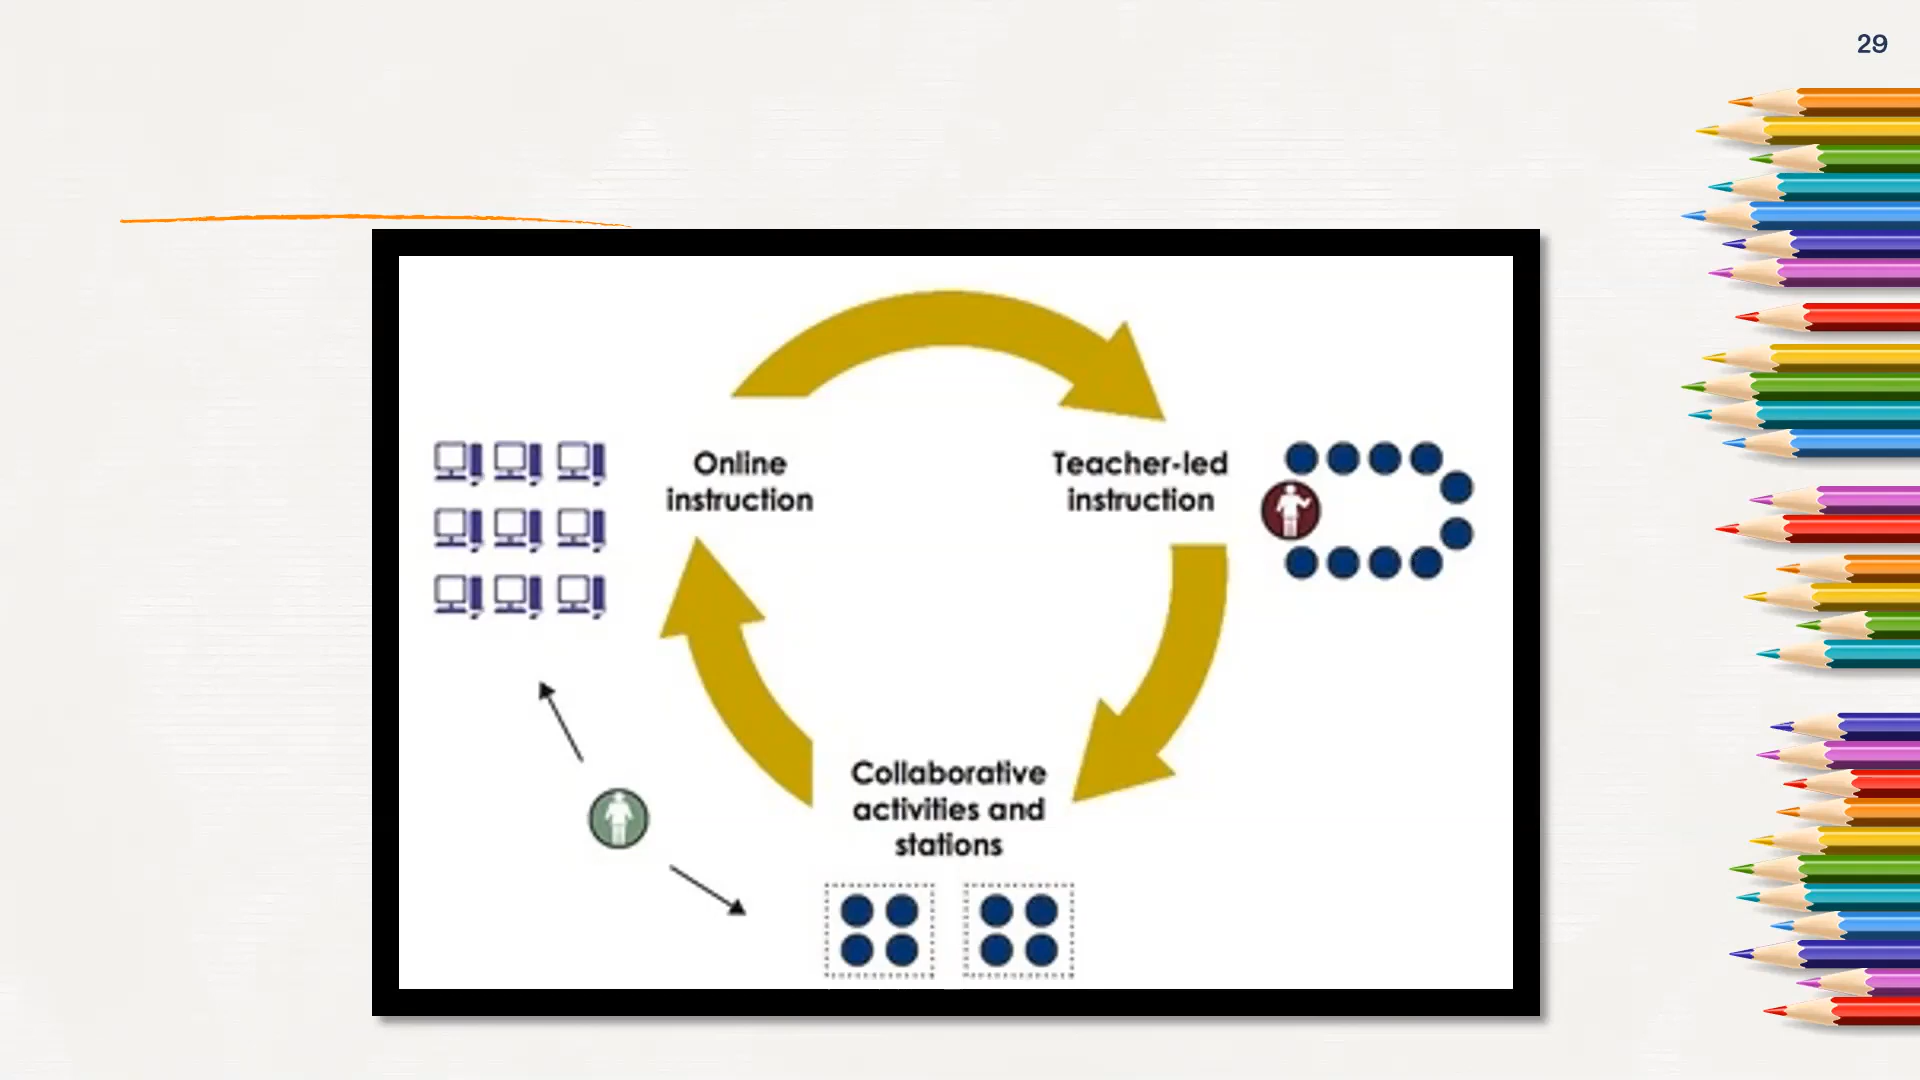 29
Online
instruction
Teacher-led
instruction
Collaborative
activities and
stations